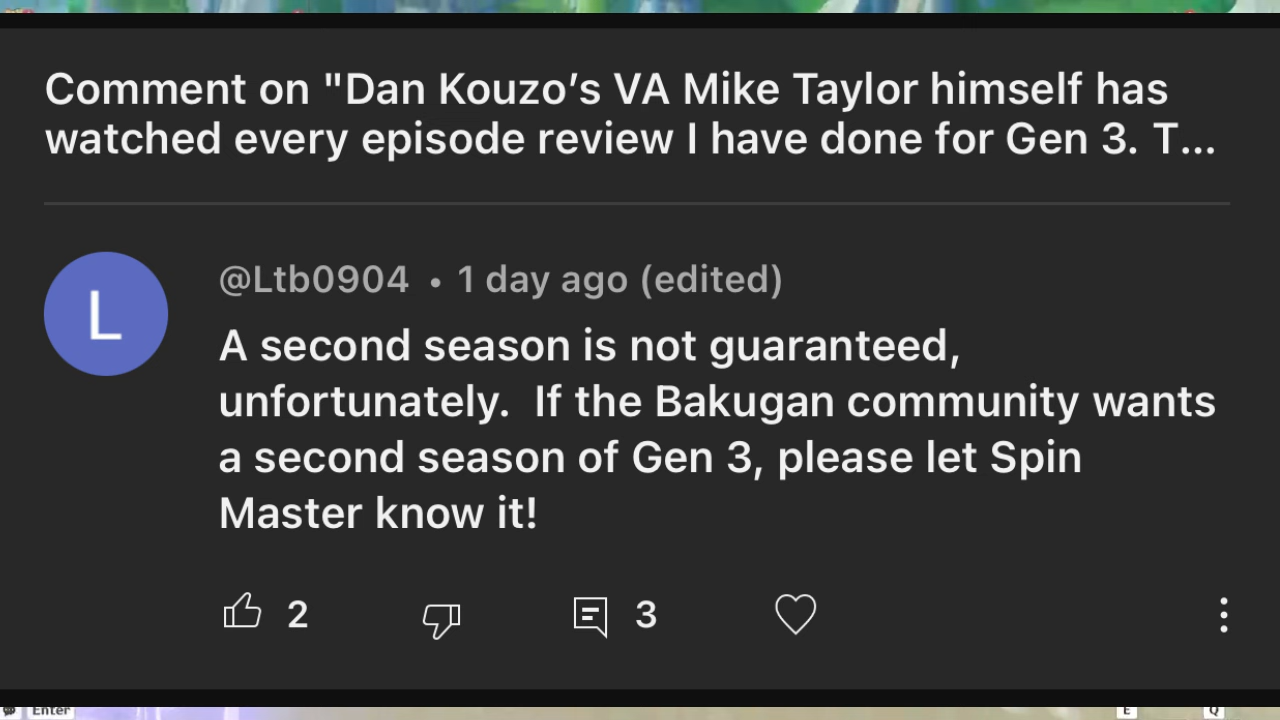 Comment on "Dan Kouzo’s VA Mike Taylor himself has
watched every episode review I have done for Gen 3. T...
L
@Ltb0904 • 1 day ago (edited)
A second season is not guaranteed,
unfortunately.  If the Bakugan community wants
a second season of Gen 3, please let Spin
Master know it!
2
3
Enter
E
Q